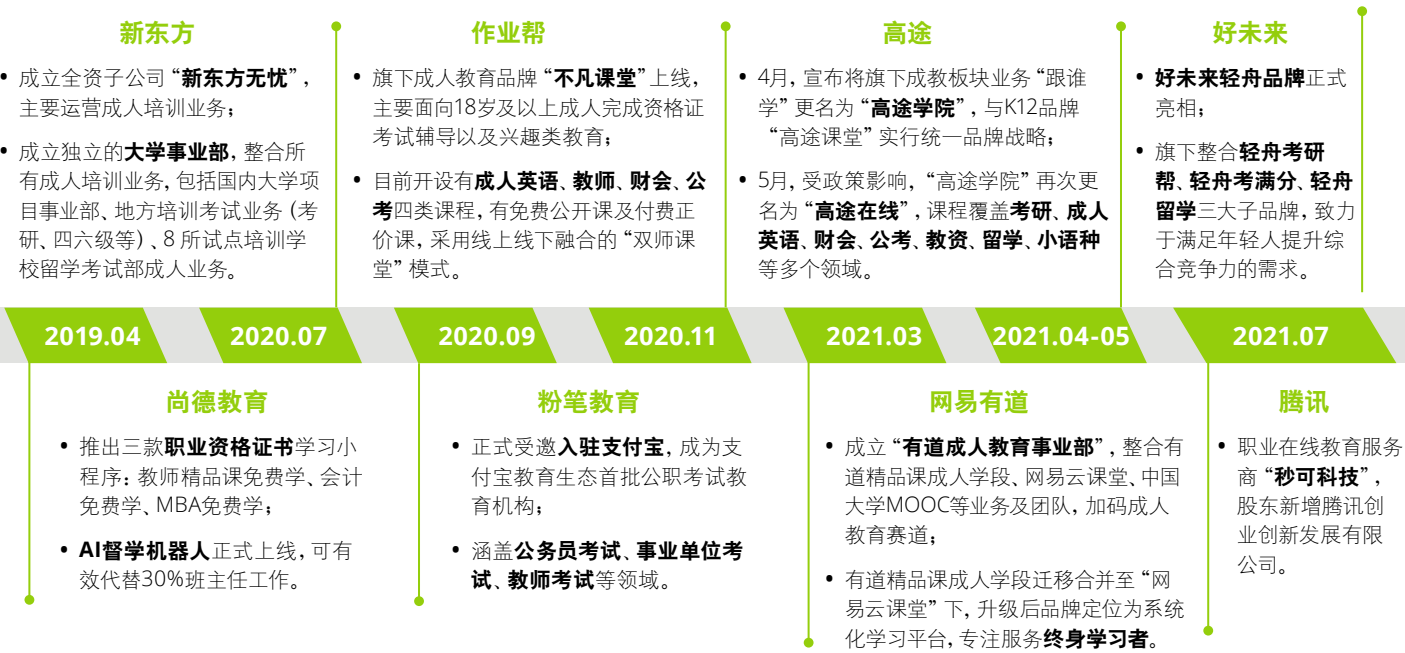 新东方
• 成立全资子公司“新东方无忧”，
主要运营成人培训业务；
• 成立独立的大学事业部，整合所
有成人培训业务，包括国内大学项
目事业部、地方培训考试业务（考
研、四六级等）、8 所试点培训学
校留学考试部成人业务。
作业帮
• 旗下成人教育品牌“不凡课堂”上线，
主要面向18岁及以上成人完成资格证
考试辅导以及兴趣类教育；
• 目前开设有成人英语、教师、财会、公
考四类课程，有免费公开课及付费正
价课，采用线上线下融合的“双师课
堂”模式。
高途
• 4月，宣布将旗下成教板块业务“跟谁
学”更名为“高途学院”，与K12品牌
“高途课堂”实行统一品牌战略；
• 5月，受政策影响，“高途学院”再次更
名为“高途在线”，课程覆盖考研、成人
英语、财会、公考、教资、留学、小语种
等多个领域。
好未来
• 好未来轻舟品牌正式
亮相；
• 旗下整合轻舟考研
帮、轻舟考满分、轻舟
留学三大子品牌，致力
于满足年轻人提升综
合竞争力的需求。
2019.04
2020.07
2020.09
2020.11
2021.03
2021.04-05
2021.07
尚德教育
• 推出三款职业资格证书学习小
程序：教师精品课免费学、会计
免费学、MBA免费学；
• AI督学机器人正式上线，可有
效代替30%班主任工作。
粉笔教育
• 正式受邀入驻支付宝，成为支
付宝教育生态首批公职考试教
育机构；
• 涵盖公务员考试、事业单位考
试、教师考试等领域。
网易有道
• 成立“有道成人教育事业部”，整合有
道精品课成人学段、网易云课堂、中国
大学MOOC等业务及团队，加码成人
教育赛道；
• 有道精品课成人学段迁移合并至“网
易云课堂”下，升级后品牌定位为系统
化学习平台，专注服务终身学习者。
腾讯
• 职业在线教育服务
商“秒可科技”，
股东新增腾讯创
业创新发展有限
公司。